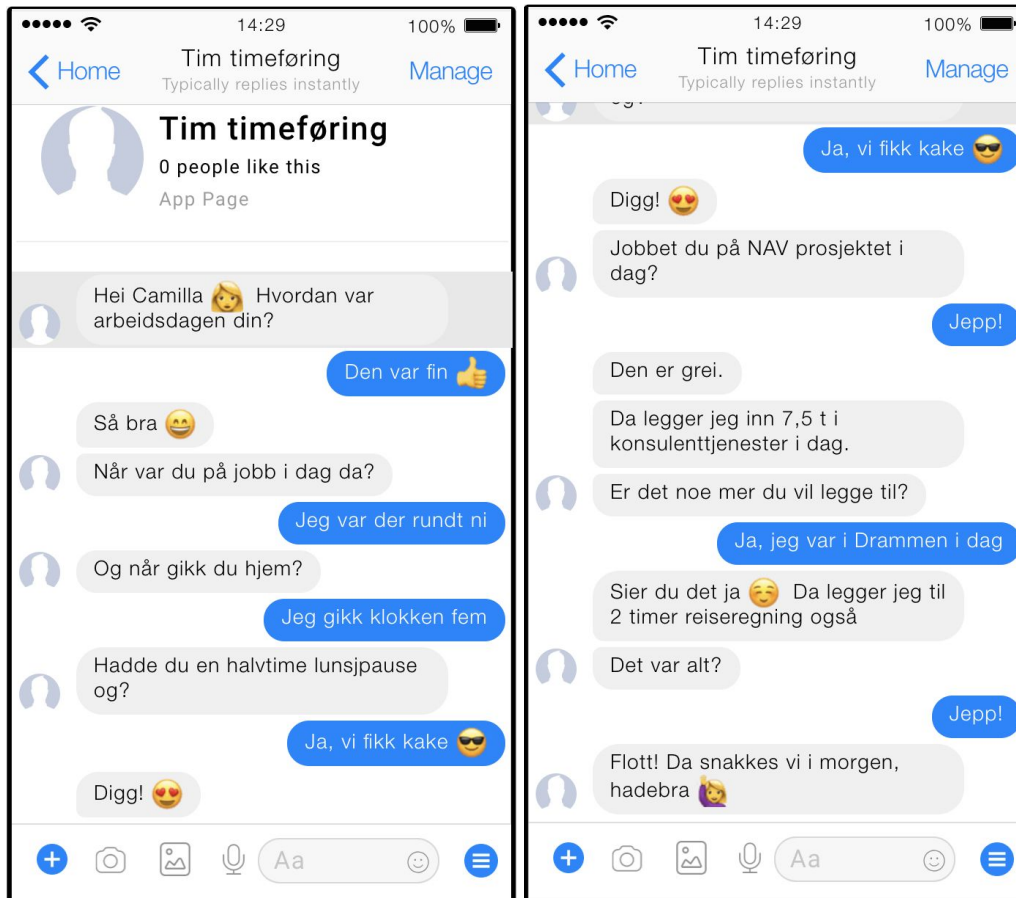 14:29
100%
Home
Tim timeføring
Typically replies instantly
Manage
Tim timeføring
0 people like this
App Page
Hei Camilla 👩 Hvordan var
arbeidsdagen din?
Den var fin 👍
Så bra 😄
Når var du på jobb i dag da?
Jeg var der rundt ni
Og når gikk du hjem?
Jeg gikk klokken fem
Hadde du en halvtime lunsjpause
og?
Ja, vi fikk kake 😎
Digg! 😍
Aa
14:29
100%
Home
Tim timeføring
Typically replies instantly
Manage
og?
Ja, vi fikk kake 😎
Digg! 😍
Jobbet du på NAV prosjektet i
dag?
Jepp!
Den er grei.
Da legger jeg inn 7,5 t i
konsulenttjenester i dag.
Er det noe mer du vil legge til?
Ja, jeg var i Drammen i dag
Sier du det ja ☺️ Da legger jeg til
2 timer reiseregning også
Det var alt?
Jepp!
Flott! Da snakkes vi i morgen,
hadebra 🙋
Aa